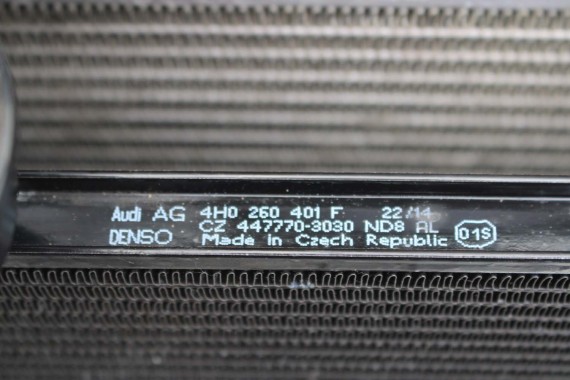 Audi AG 4H0 260 401 F 22/14
DENSO CZ 447770-3030 ND8 AL
Made in Czech Republic 01S